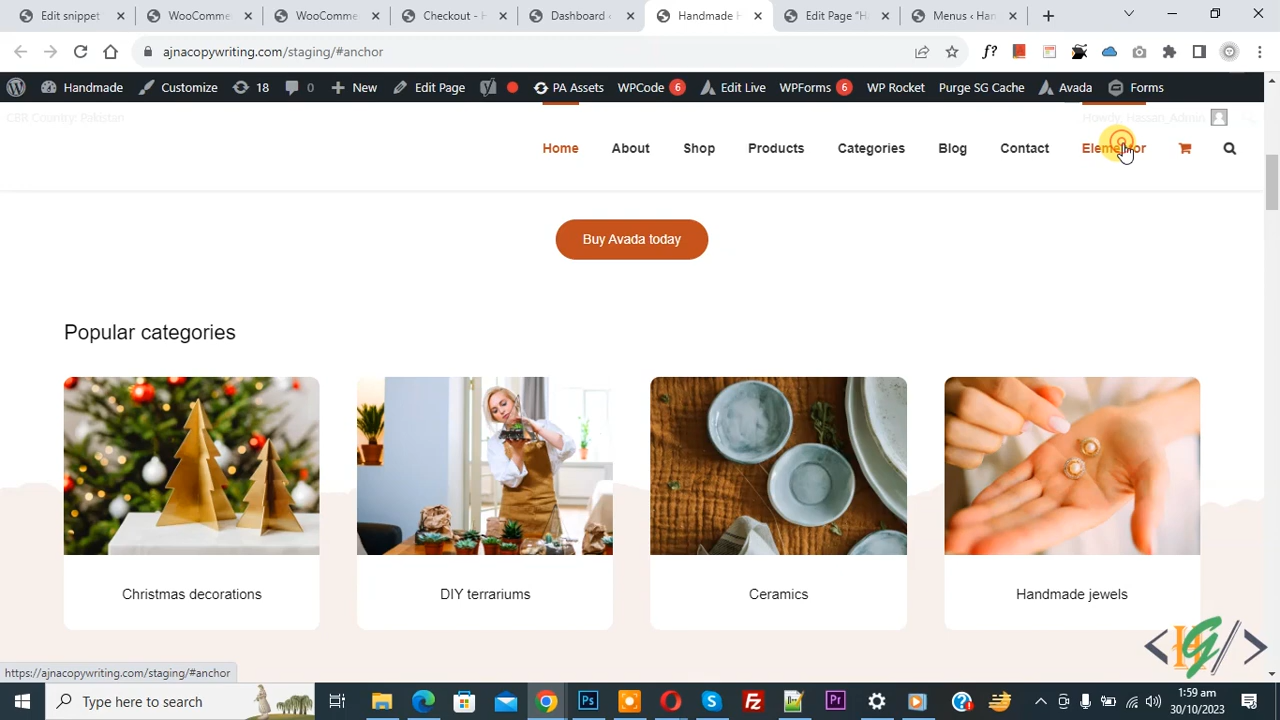 Edit snippet
WooComme
WooComme
Checkout - H
Dashboard ‹
Handmade H
Edit Page "Ha
Menus ‹ Han
ajnacopywriting.com/staging/#anchor
f?
Handmade Customize 18 0 New Edit Page PA Assets WPCode 6 Edit Live WPForms 6 WP Rocket Purge SG Cache Avada Forms
CBR Country: Pakistan
Howdy, Hassan_Admin
Home About Shop Products Categories Blog Contact Elementor
Buy Avada today
Popular categories
Christmas decorations
DIY terrariums
Ceramics
Handmade jewels
https://ajnacopywriting.com/staging/#anchor
Type here to search
1:59 am
30/10/2023